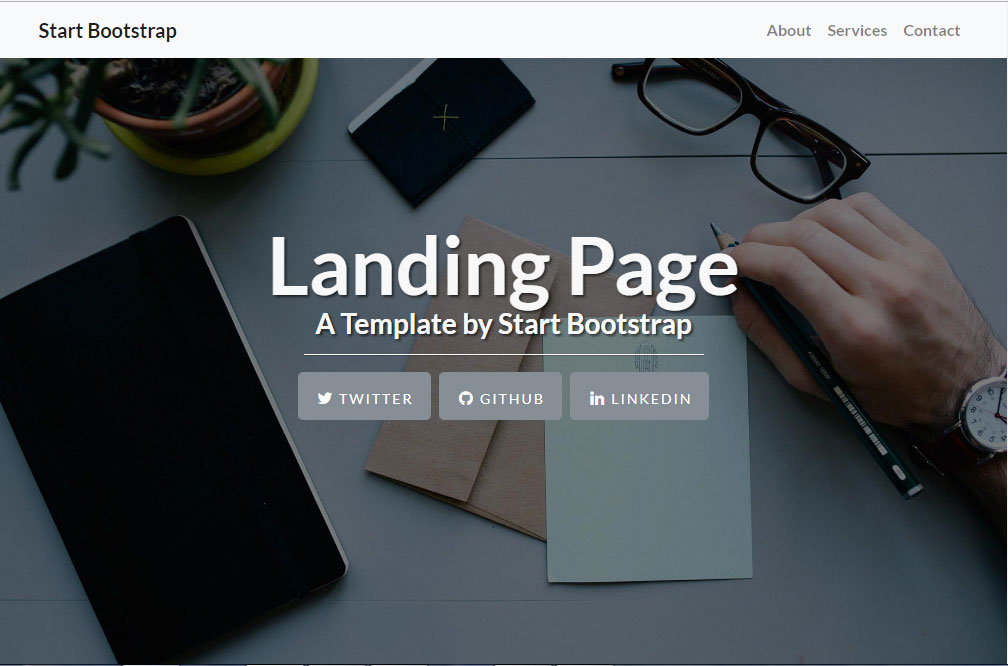 Start Bootstrap
About Services Contact
Landing Page
A Template by Start Bootstrap
TWITTER GITHUB LINKEDIN